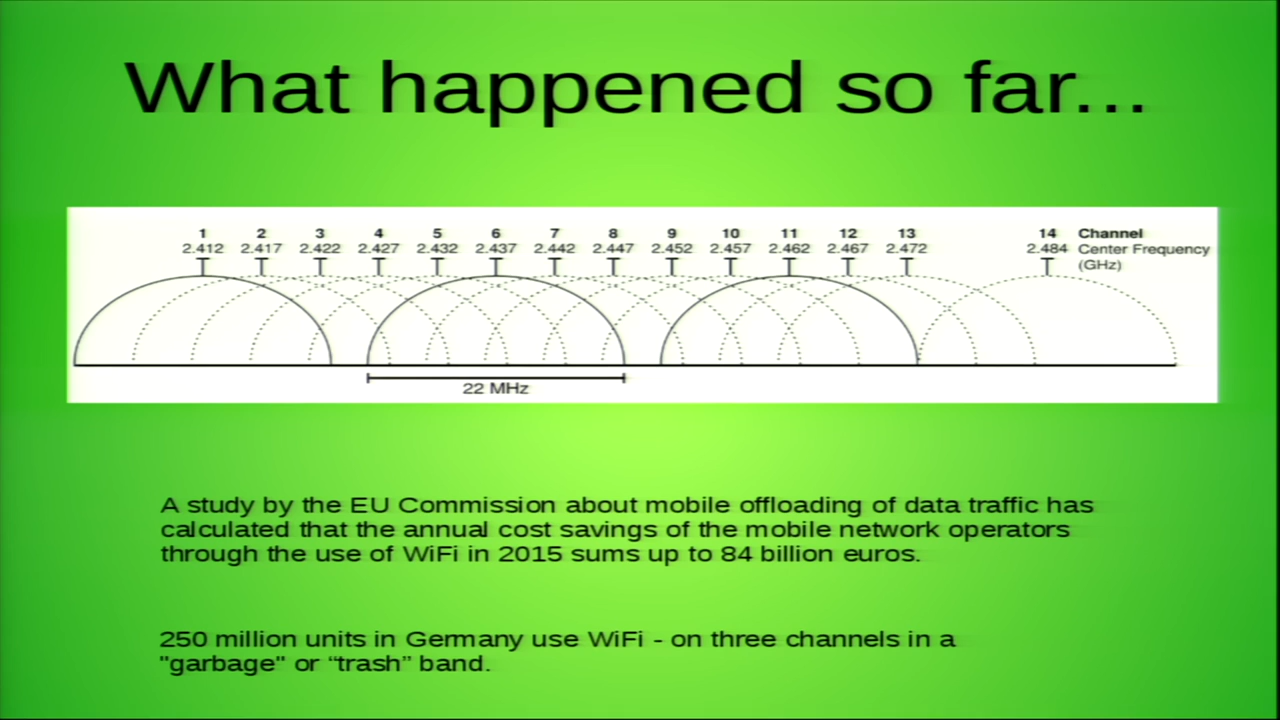 What happened so far...
1 2 3 4 5 6 7 8 9 10 11 12 13 14 Channel
2.412 2.417 2.422 2.427 2.432 2.437 2.442 2.447 2.452 2.457 2.462 2.467 2.472 2.484 Center Frequency
(GHz)
22 MHz
A study by the EU Commission about mobile offloading of data traffic has
calculated that the annual cost savings of the mobile network operators
through the use of WiFi in 2015 sums up to 84 billion euros.
250 million units in Germany use WiFi - on three channels in a
"garbage" or “trash” band.